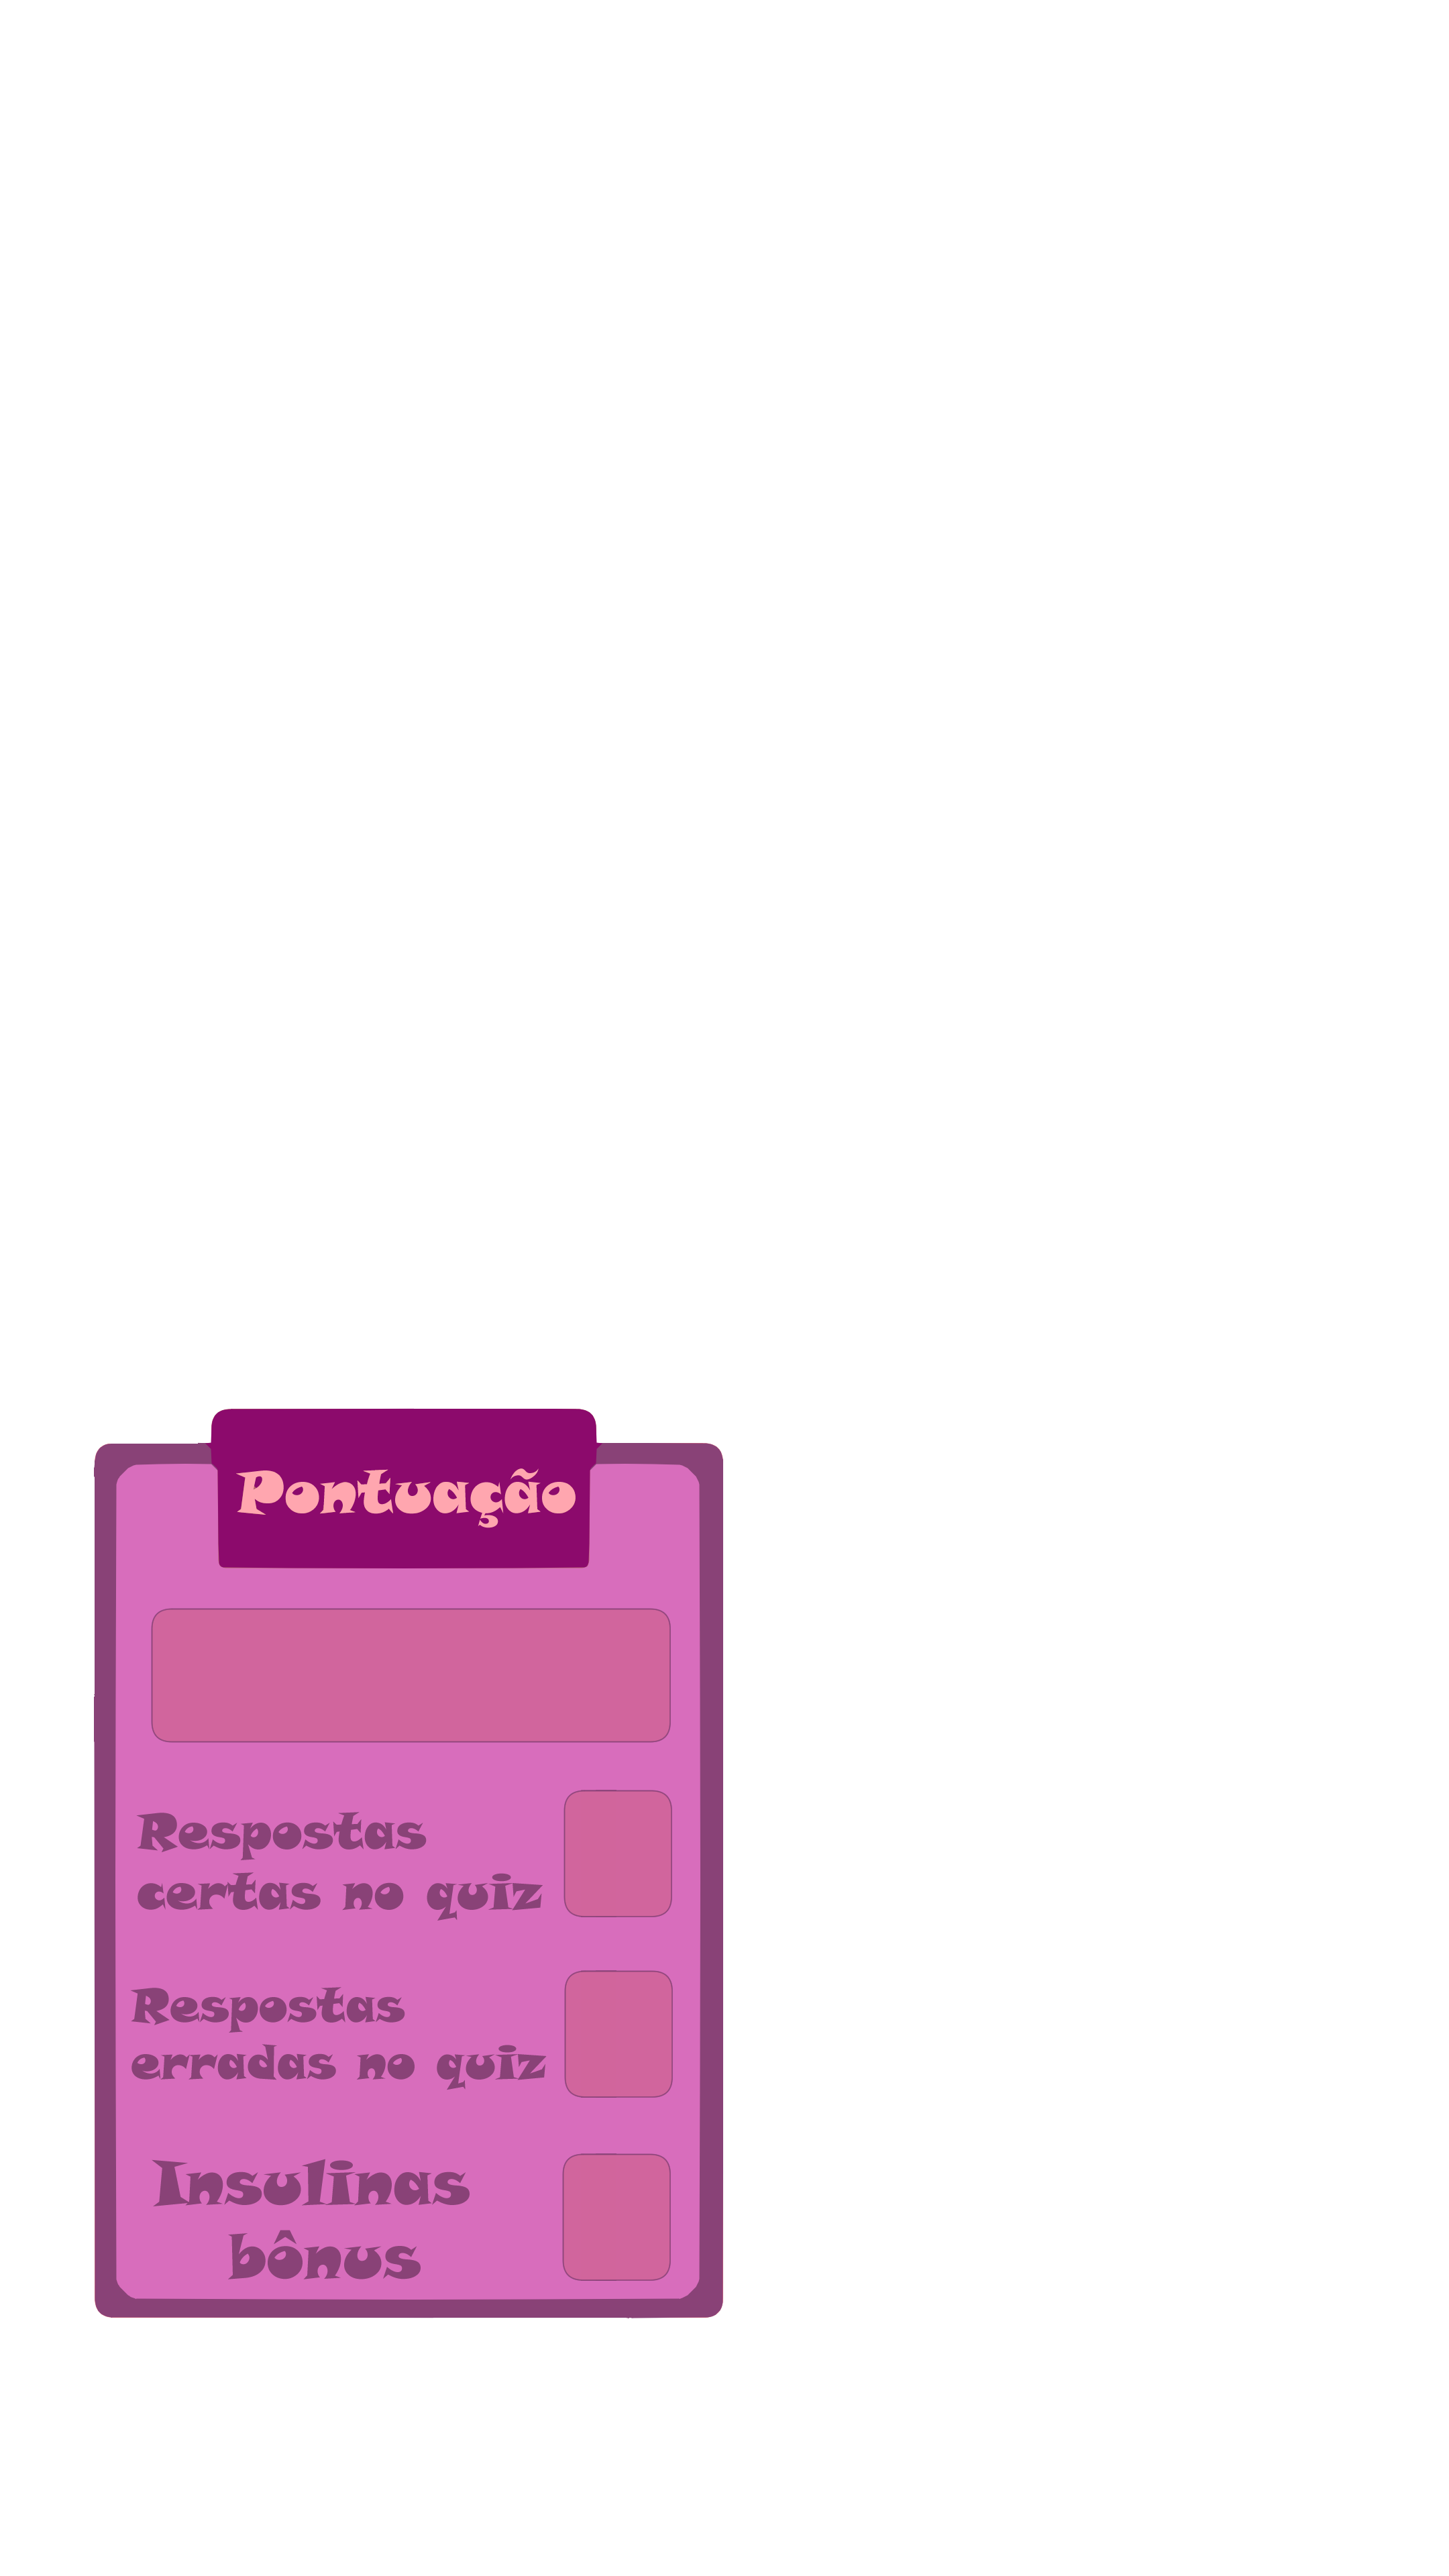 Pontuação
Respostas
certas no quiz
Respostas
erradas no quiz
Insulinas
bônus